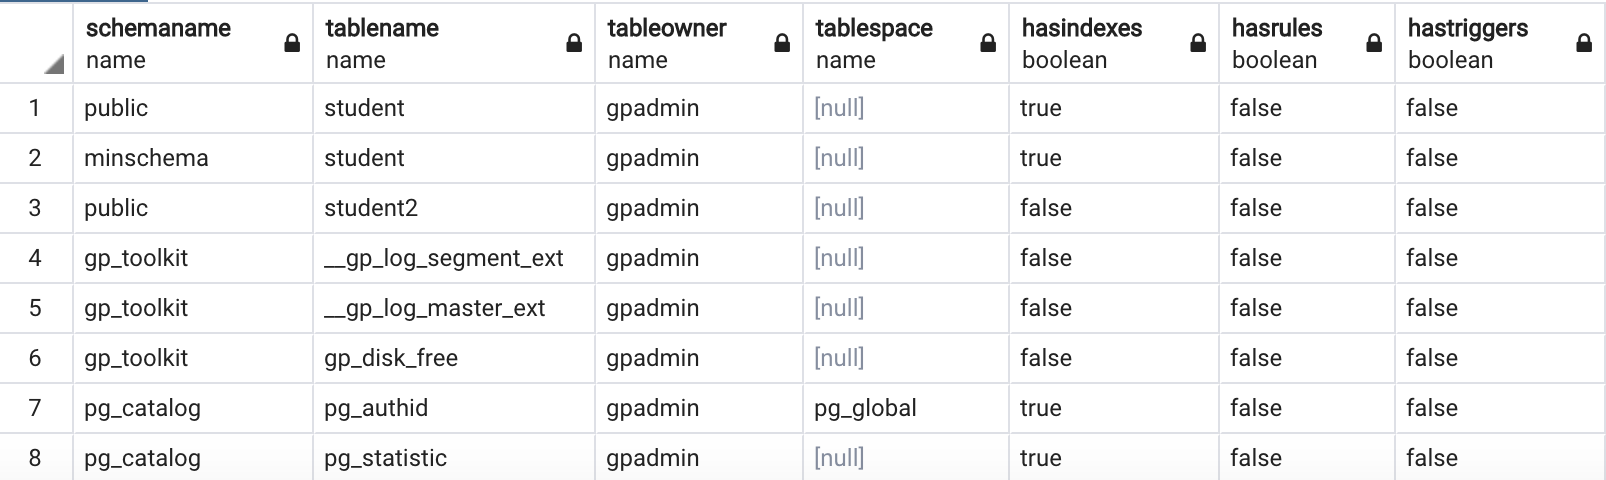 schemaname tablename tableowner tablespace hasindexes hasrules hastriggers
name name name name boolean boolean boolean
1 public student gpadmin [null] true false false
2 minschema student gpadmin [null] true false false
3 public student2 gpadmin [null] false false false
4 gp_toolkit __gp_log_segment_ext gpadmin [null] false false false
5 gp_toolkit __gp_log_master_ext gpadmin [null] false false false
6 gp_toolkit gp_disk_free gpadmin [null] false false false
7 pg_catalog pg_authid gpadmin pg_global true false false
8 pg_catalog pg_statistic gpadmin [null] true false false